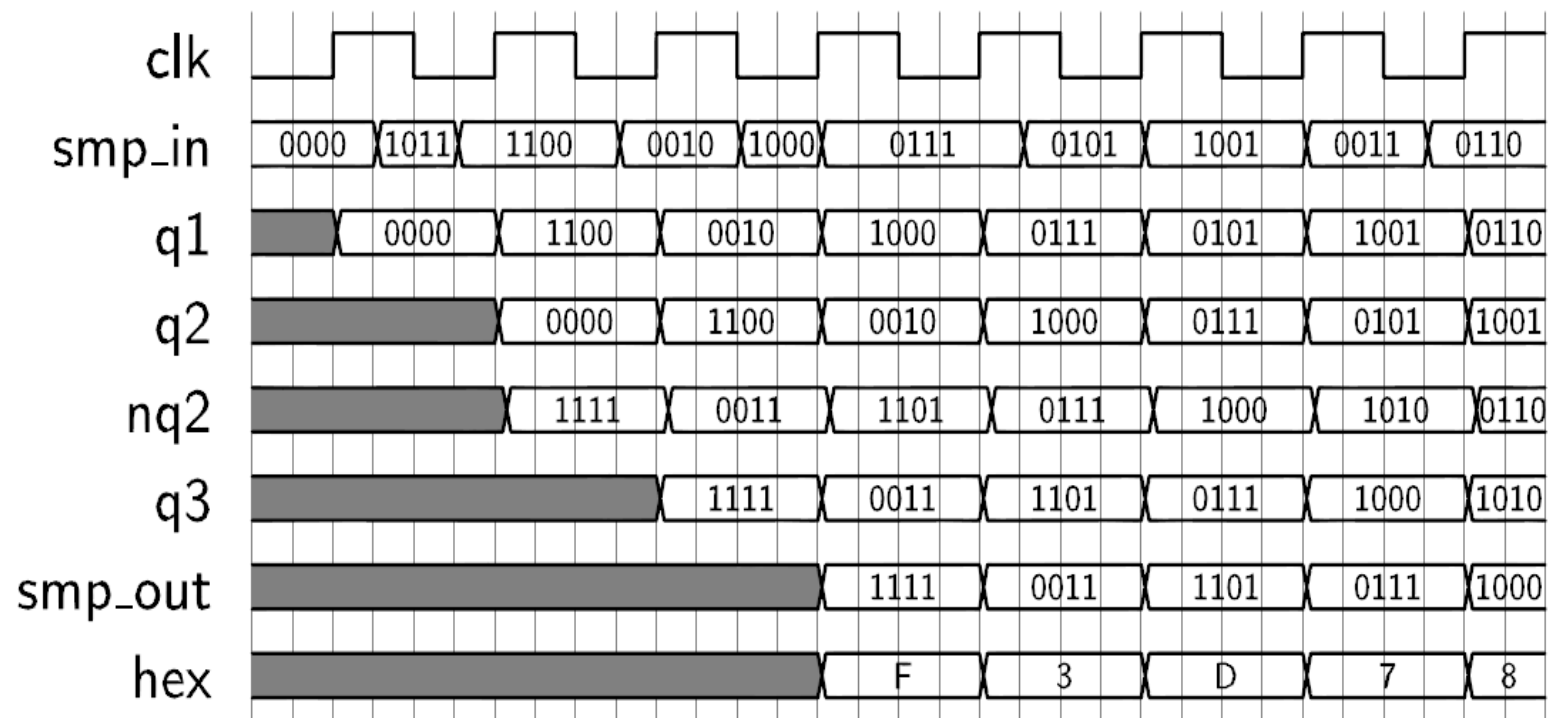 clk
smp_in 0000 1011 1100 0010 1000 0111 0101 1001 0011 0110
q1 0000 1100 0010 1000 0111 0101 1001 0110
q2 0000 1100 0010 1000 0111 0101 1001
nq2 1111 0011 1101 0111 1000 1010 0110
q3 1111 0011 1101 0111 1000 1010
smp_out 1111 0011 1101 0111 1000
hex F 3 D 7 8